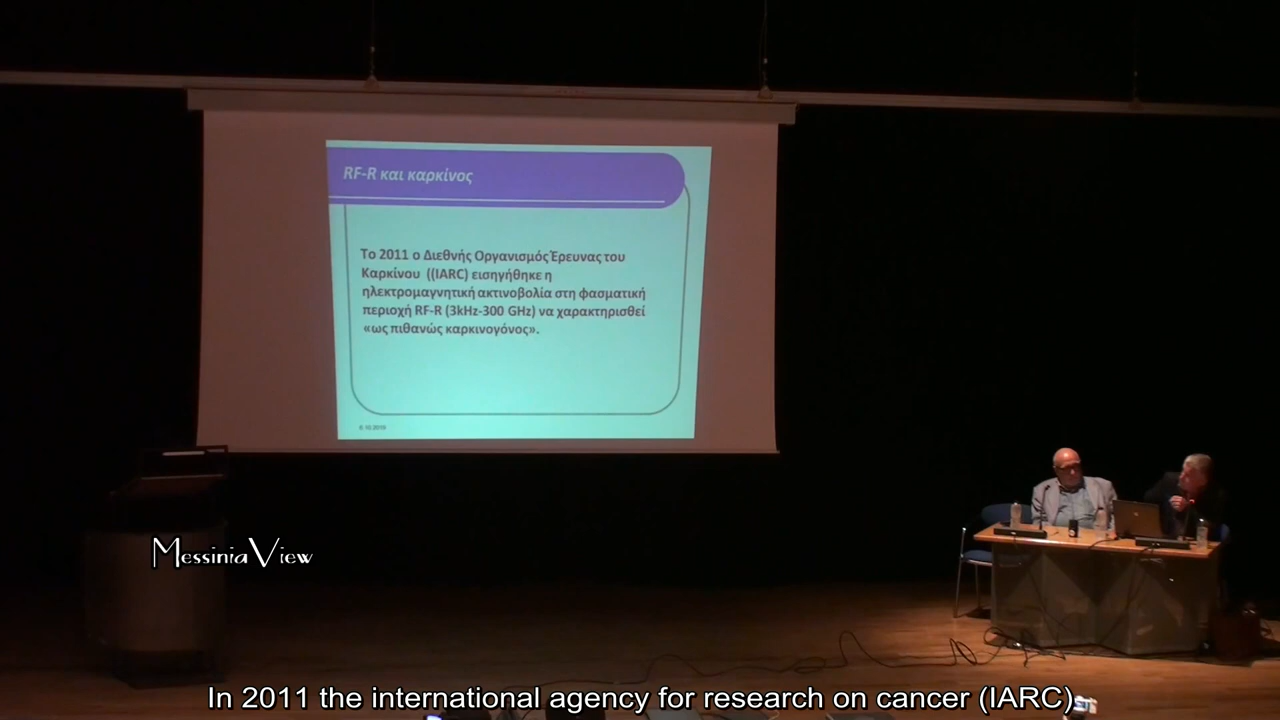 RF-R και καρκίνος
Το 2011 ο Διεθνής Οργανισμός Έρευνας του
Καρκίνου ((IARC) εισηγήθηκε η
ηλεκτρομαγνητική ακτινοβολία στη φασματική
περιοχή RF-R (3kHz-300 GHz) να χαρακτηρισθεί
«ως πιθανώς καρκινογόνος».
MessiniaView
In 2011 the international agency for research on cancer (IARC)